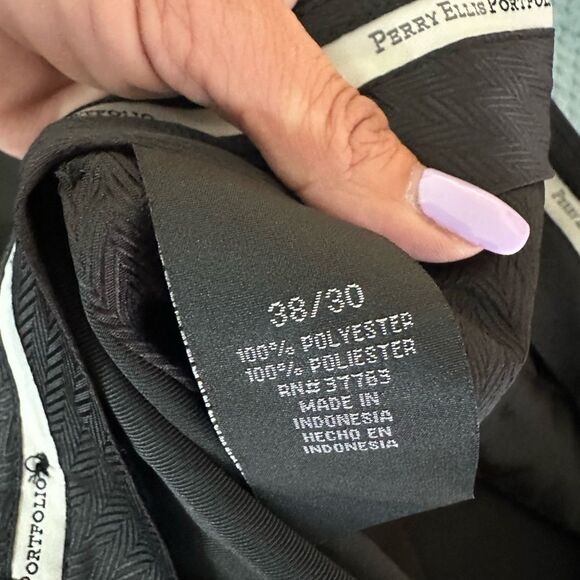 PERRY ELLIS PORTFOLIO
38/30
100% POLYESTER
100% POLIESTER
RN#37763
MADE IN
INDONESIA
HECHO EN
INDONESIA
PORTFOLIO